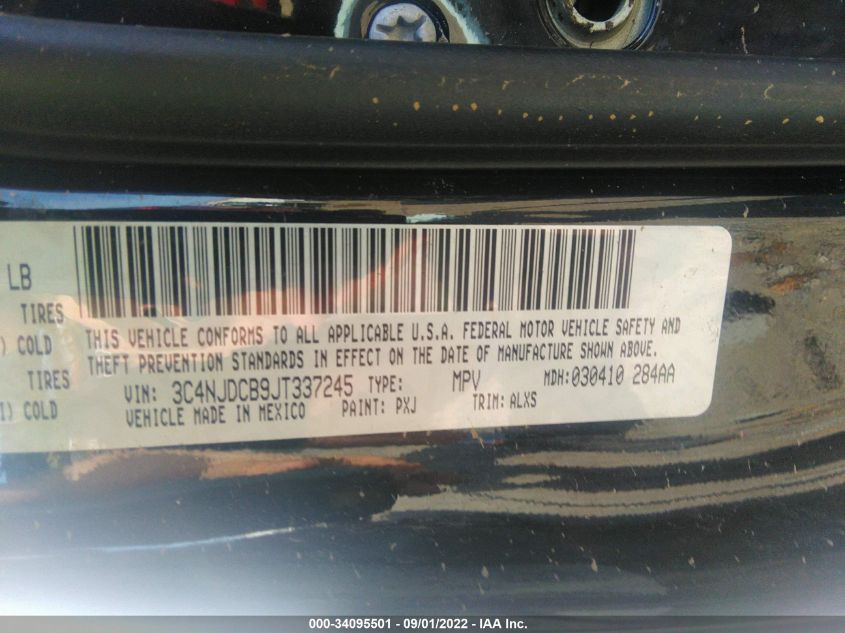 LB
TIRES
) COLD
TIRES
I) COLD
THIS VEHICLE CONFORMS TO ALL APPLICABLE U.S.A. FEDERAL MOTOR VEHICLE SAFETY AND
THEFT PREVENTION STANDARDS IN EFFECT ON THE DATE OF MANUFACTURE SHOWN ABOVE.
VIN: 3C4NJDCB9JT337245 TYPE: MPV MDH:030410 284AA
VEHICLE MADE IN MEXICO PAINT: PXJ TRIM: ALXS
000-34095501 - 09/01/2022 - IAA Inc.